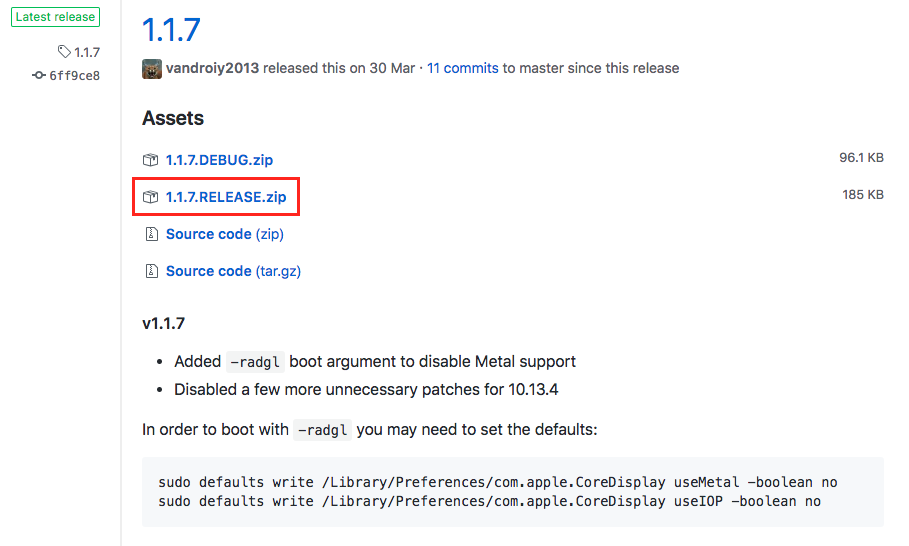 Latest release
1.1.7
6ff9ce8
1.1.7
vandroiy2013 released this on 30 Mar · 11 commits to master since this release
Assets
1.1.7.DEBUG.zip 96.1 KB
1.1.7.RELEASE.zip 185 KB
Source code (zip)
Source code (tar.gz)
v1.1.7
• Added -radgl boot argument to disable Metal support
• Disabled a few more unnecessary patches for 10.13.4
In order to boot with -radgl you may need to set the defaults:
sudo defaults write /Library/Preferences/com.apple.CoreDisplay useMetal -boolean no
sudo defaults write /Library/Preferences/com.apple.CoreDisplay useIOP -boolean no